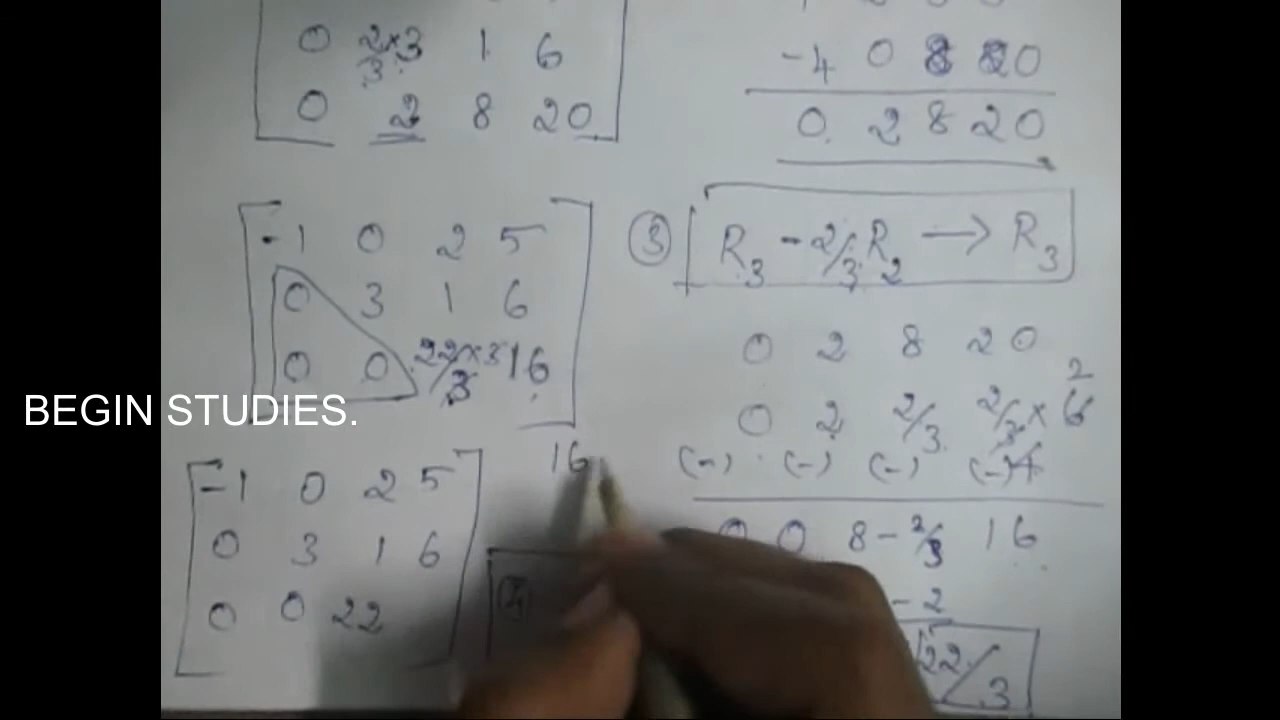 0 2/3 ×3 1 6
0 2 8 20
-4 0 8 20
0 2 8 20
-1 0 2 5
0 3 1 6
0 0 22/3 ×3 16
③ R3 - 2/3 R2 → R3
0 2 8 20
0 2 2/3 2/3 × 6 2
(-) (-) (-) (-) 4
0 0 8 - 2/3 16
- 2
22/3
BEGIN STUDIES.
16
-1 0 2 5
0 3 1 6
0 0 22